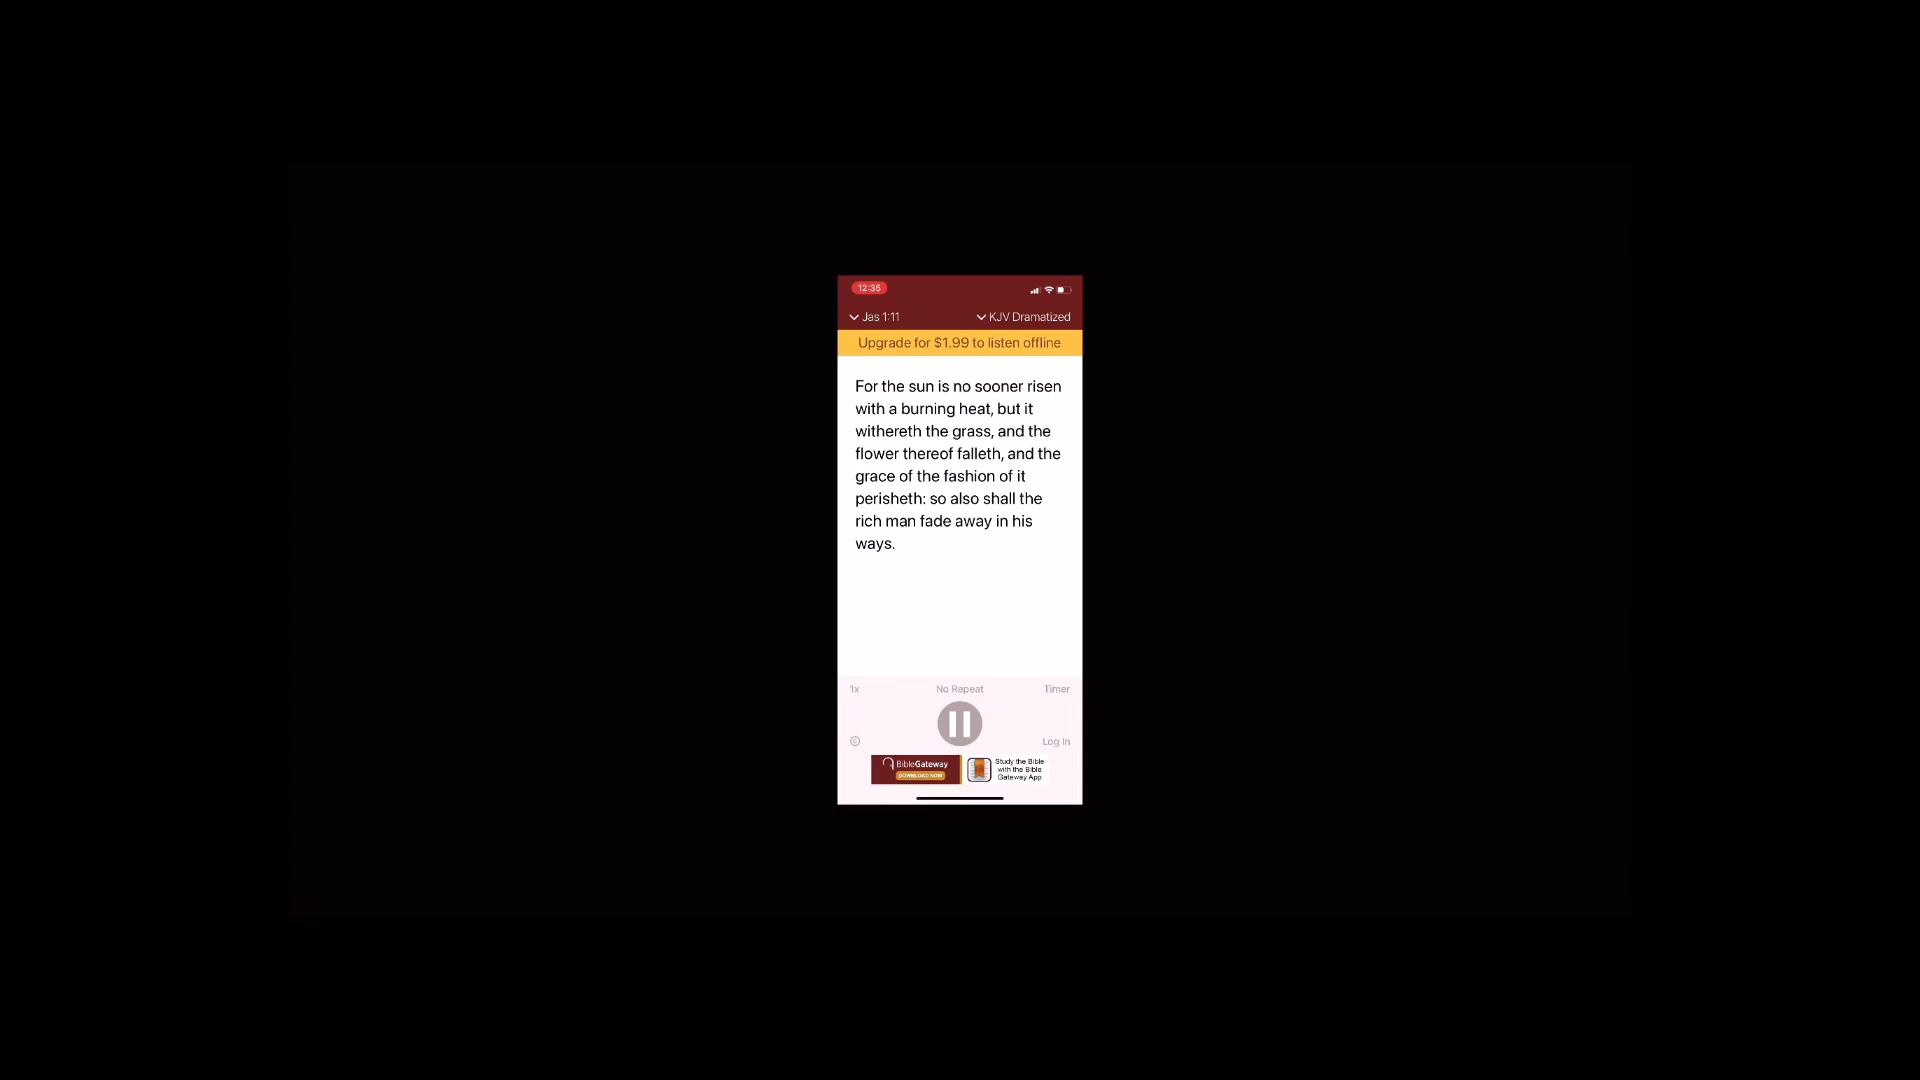 12:36
Jas 1:11
KJV Dramatized
Upgrade for $1.99 to listen offline
For the sun is no sooner risen
with a burning heat, but it
withereth the grass, and the
flower thereof falleth, and the
grace of the fashion of it
perisheth: so also shall the
rich man fade away in his
ways.
1x
No Repeat
Timer
©
Log In
BibleGateway
DOWNLOAD NOW
Study the Bible
with the Bible
Gateway App